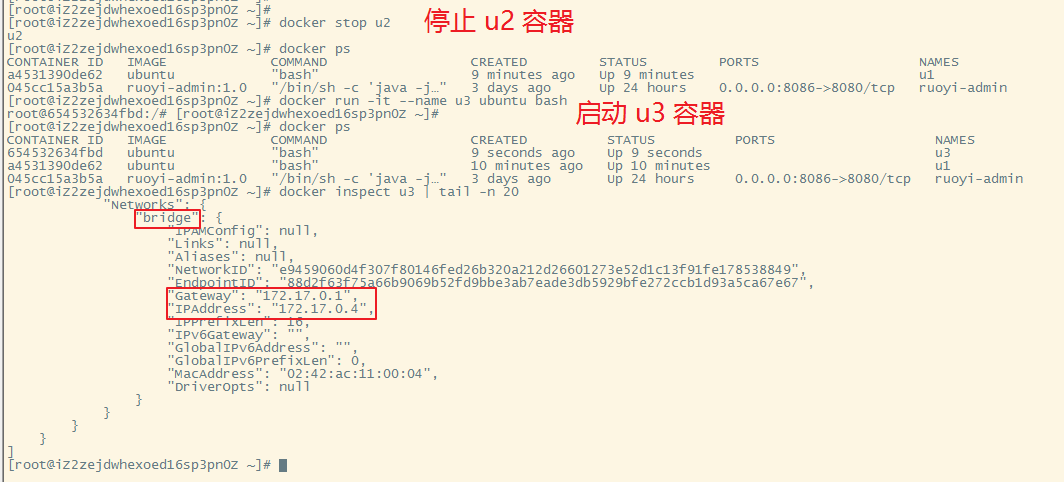 [root@iZ2zejdwhexoed16sp3pn0Z ~]#
[root@iZ2zejdwhexoed16sp3pn0Z ~]# docker stop u2
停止 u2 容器
u2
[root@iZ2zejdwhexoed16sp3pn0Z ~]# docker ps
CONTAINER ID IMAGE COMMAND CREATED STATUS PORTS NAMES
a4531390de62 ubuntu "bash" 9 minutes ago Up 9 minutes u1
045cc15a3b5a ruoyi-admin:1.0 "/bin/sh -c 'java -j…" 3 days ago Up 24 hours 0.0.0.0:8086->8080/tcp ruoyi-admin
[root@iZ2zejdwhexoed16sp3pn0Z ~]# docker run -it --name u3 ubuntu bash
root@654532634fbd:/# [root@iZ2zejdwhexoed16sp3pn0Z ~]#
启动 u3 容器
[root@iZ2zejdwhexoed16sp3pn0Z ~]# docker ps
CONTAINER ID IMAGE COMMAND CREATED STATUS PORTS NAMES
654532634fbd ubuntu "bash" 9 seconds ago Up 9 seconds u3
a4531390de62 ubuntu "bash" 10 minutes ago Up 10 minutes u1
045cc15a3b5a ruoyi-admin:1.0 "/bin/sh -c 'java -j…" 3 days ago Up 24 hours 0.0.0.0:8086->8080/tcp ruoyi-admin
[root@iZ2zejdwhexoed16sp3pn0Z ~]# docker inspect u3 | tail -n 20
"Networks": {
"bridge": {
"IPAMConfig": null,
"Links": null,
"Aliases": null,
"NetworkID": "e9459060d4f307f80146fed26b320a212d26601273e52d1c13f91fe178538849",
"EndpointID": "88d2f63f75a66b9069b52fd9bbe3ab7eade3db5929bfe272ccb1d93a5ca67e67",
"Gateway": "172.17.0.1",
"IPAddress": "172.17.0.4",
"IPPrefixLen": 16,
"IPv6Gateway": "",
"GlobalIPv6Address": "",
"GlobalIPv6PrefixLen": 0,
"MacAddress": "02:42:ac:11:00:04",
"DriverOpts": null
}
}
}
}
]
[root@iZ2zejdwhexoed16sp3pn0Z ~]#